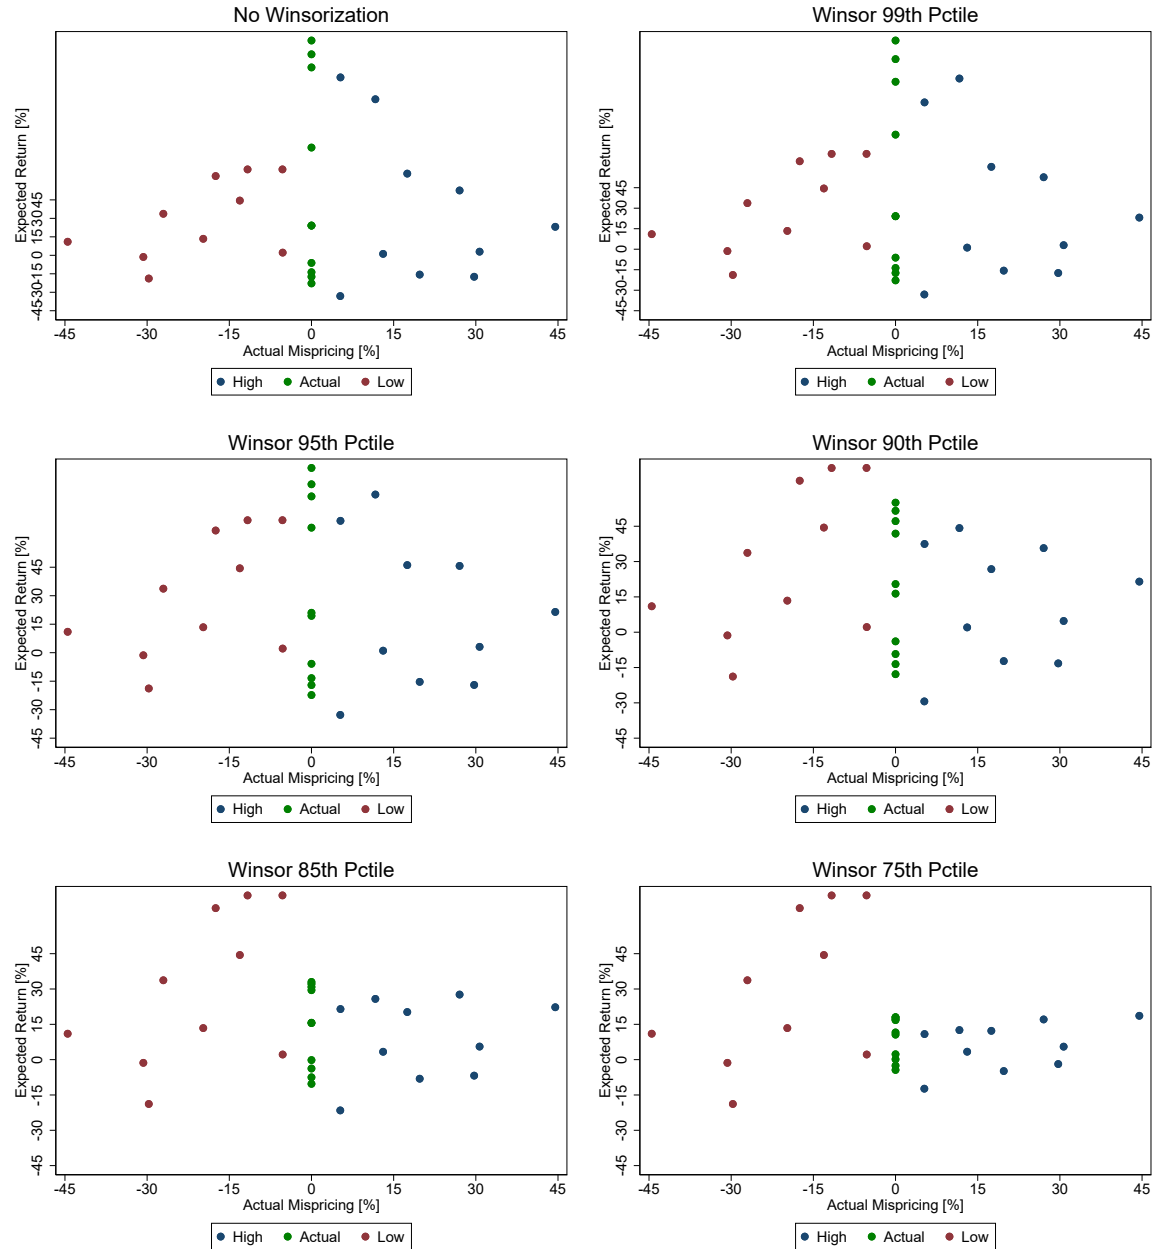 No Winsorization
Expected Return [%]
-45 -30 -15 0 15 30 45
-45 -30 -15 0 15 30 45
Actual Mispricing [%]
High Actual Low
Winsor 99th Pctile
Expected Return [%]
-45 -30 -15 0 15 30 45
-45 -30 -15 0 15 30 45
Actual Mispricing [%]
High Actual Low
Winsor 95th Pctile
Expected Return [%]
-45 -30 -15 0 15 30 45
-45 -30 -15 0 15 30 45
Actual Mispricing [%]
High Actual Low
Winsor 90th Pctile
Expected Return [%]
-45 -30 -15 0 15 30 45
-45 -30 -15 0 15 30 45
Actual Mispricing [%]
High Actual Low
Winsor 85th Pctile
Expected Return [%]
-45 -30 -15 0 15 30 45
-45 -30 -15 0 15 30 45
Actual Mispricing [%]
High Actual Low
Winsor 75th Pctile
Expected Return [%]
-45 -30 -15 0 15 30 45
-45 -30 -15 0 15 30 45
Actual Mispricing [%]
High Actual Low